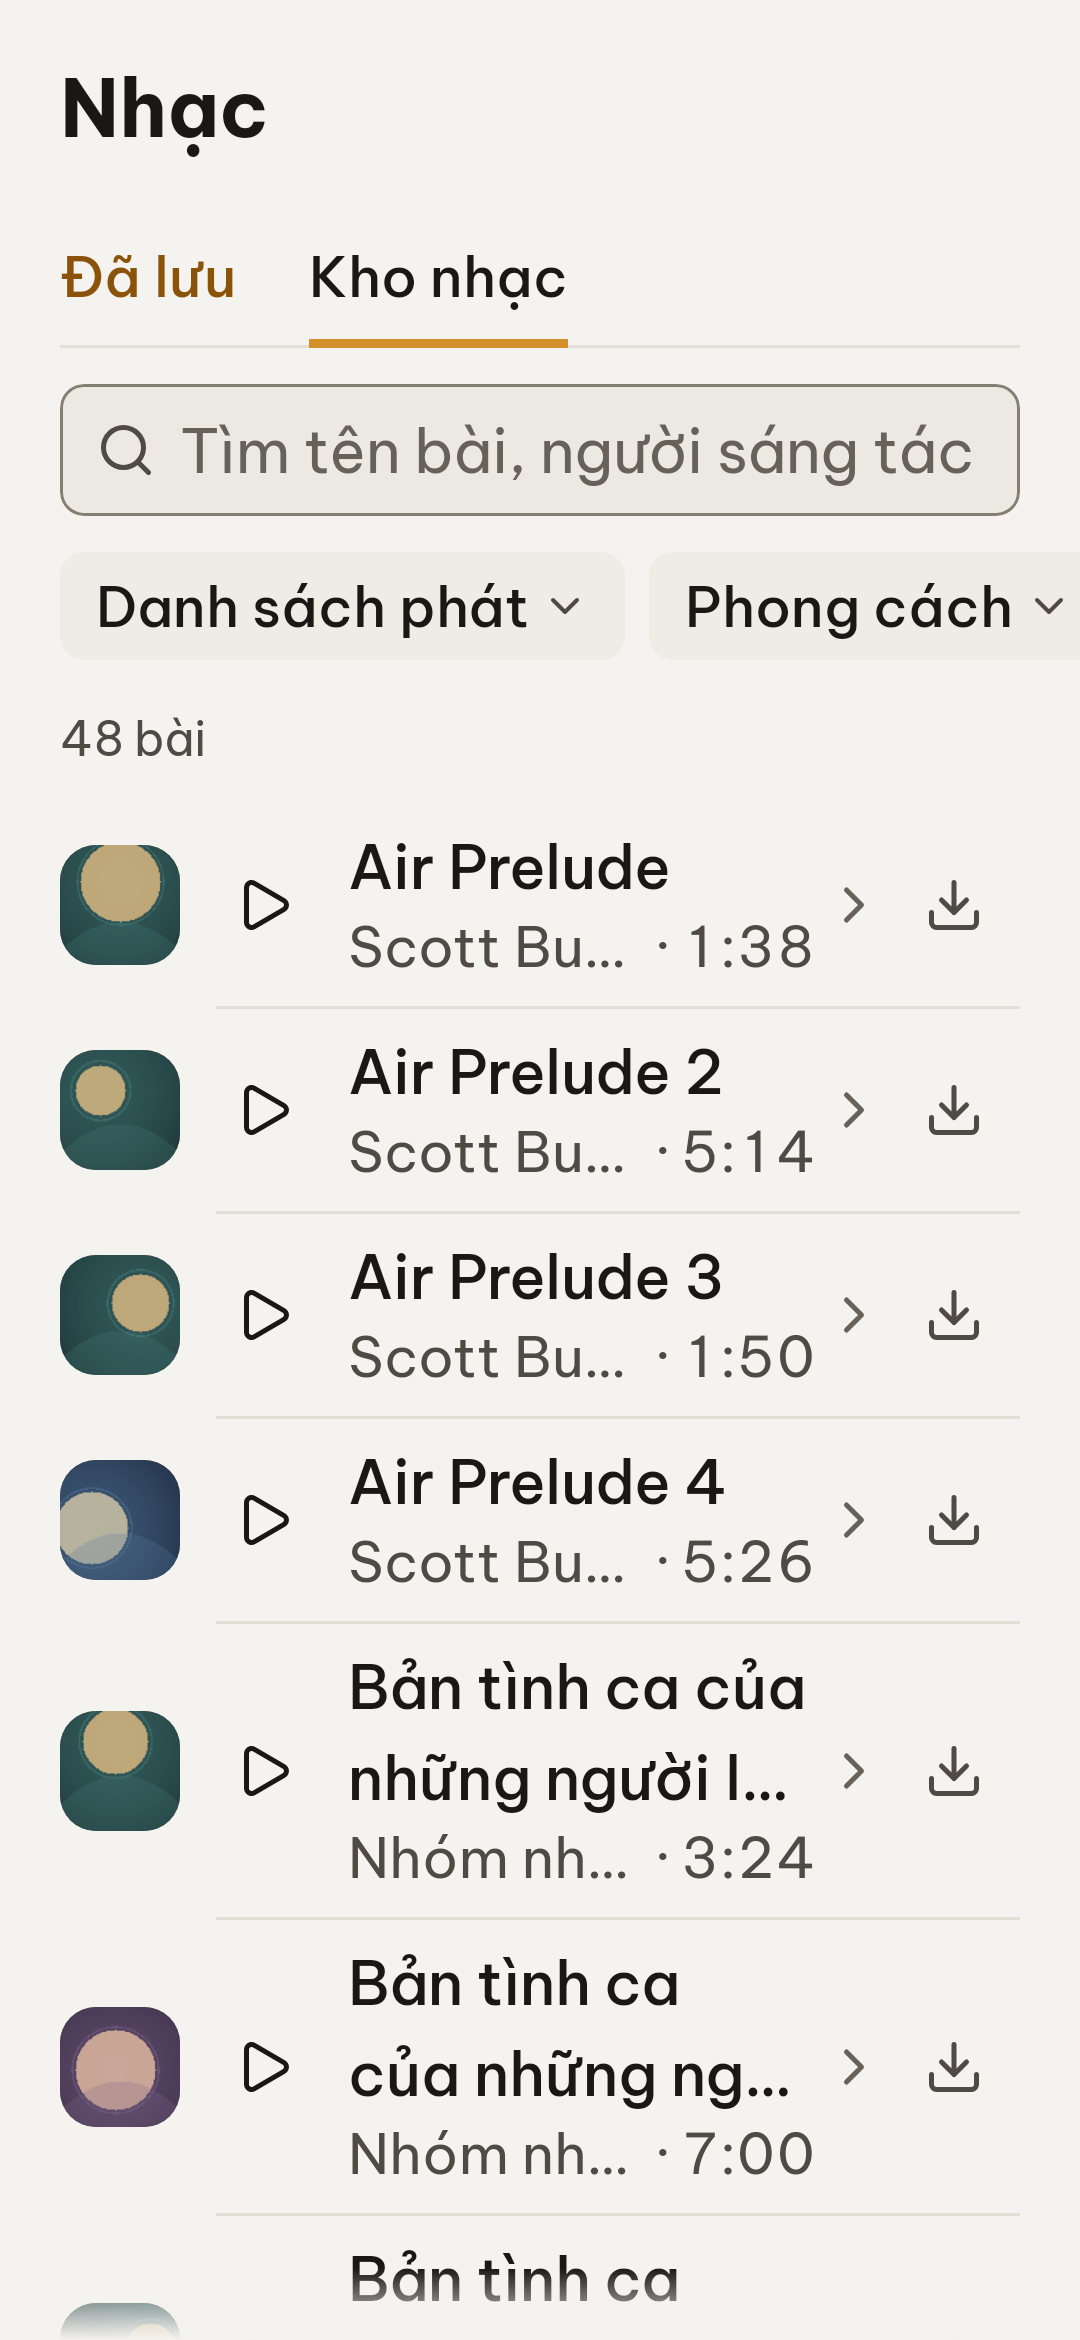 Nhạc
Đã lưu
Kho nhạc
Tìm tên bài, người sáng tác
Danh sách phát
Phong cách
48 bài
Air Prelude
Scott Bu... · 1:38
Air Prelude 2
Scott Bu... · 5:14
Air Prelude 3
Scott Bu... · 1:50
Air Prelude 4
Scott Bu... · 5:26
Bản tình ca của
những người l...
Nhóm nh... · 3:24
Bản tình ca
của những ng...
Nhóm nh... · 7:00
Bản tình ca